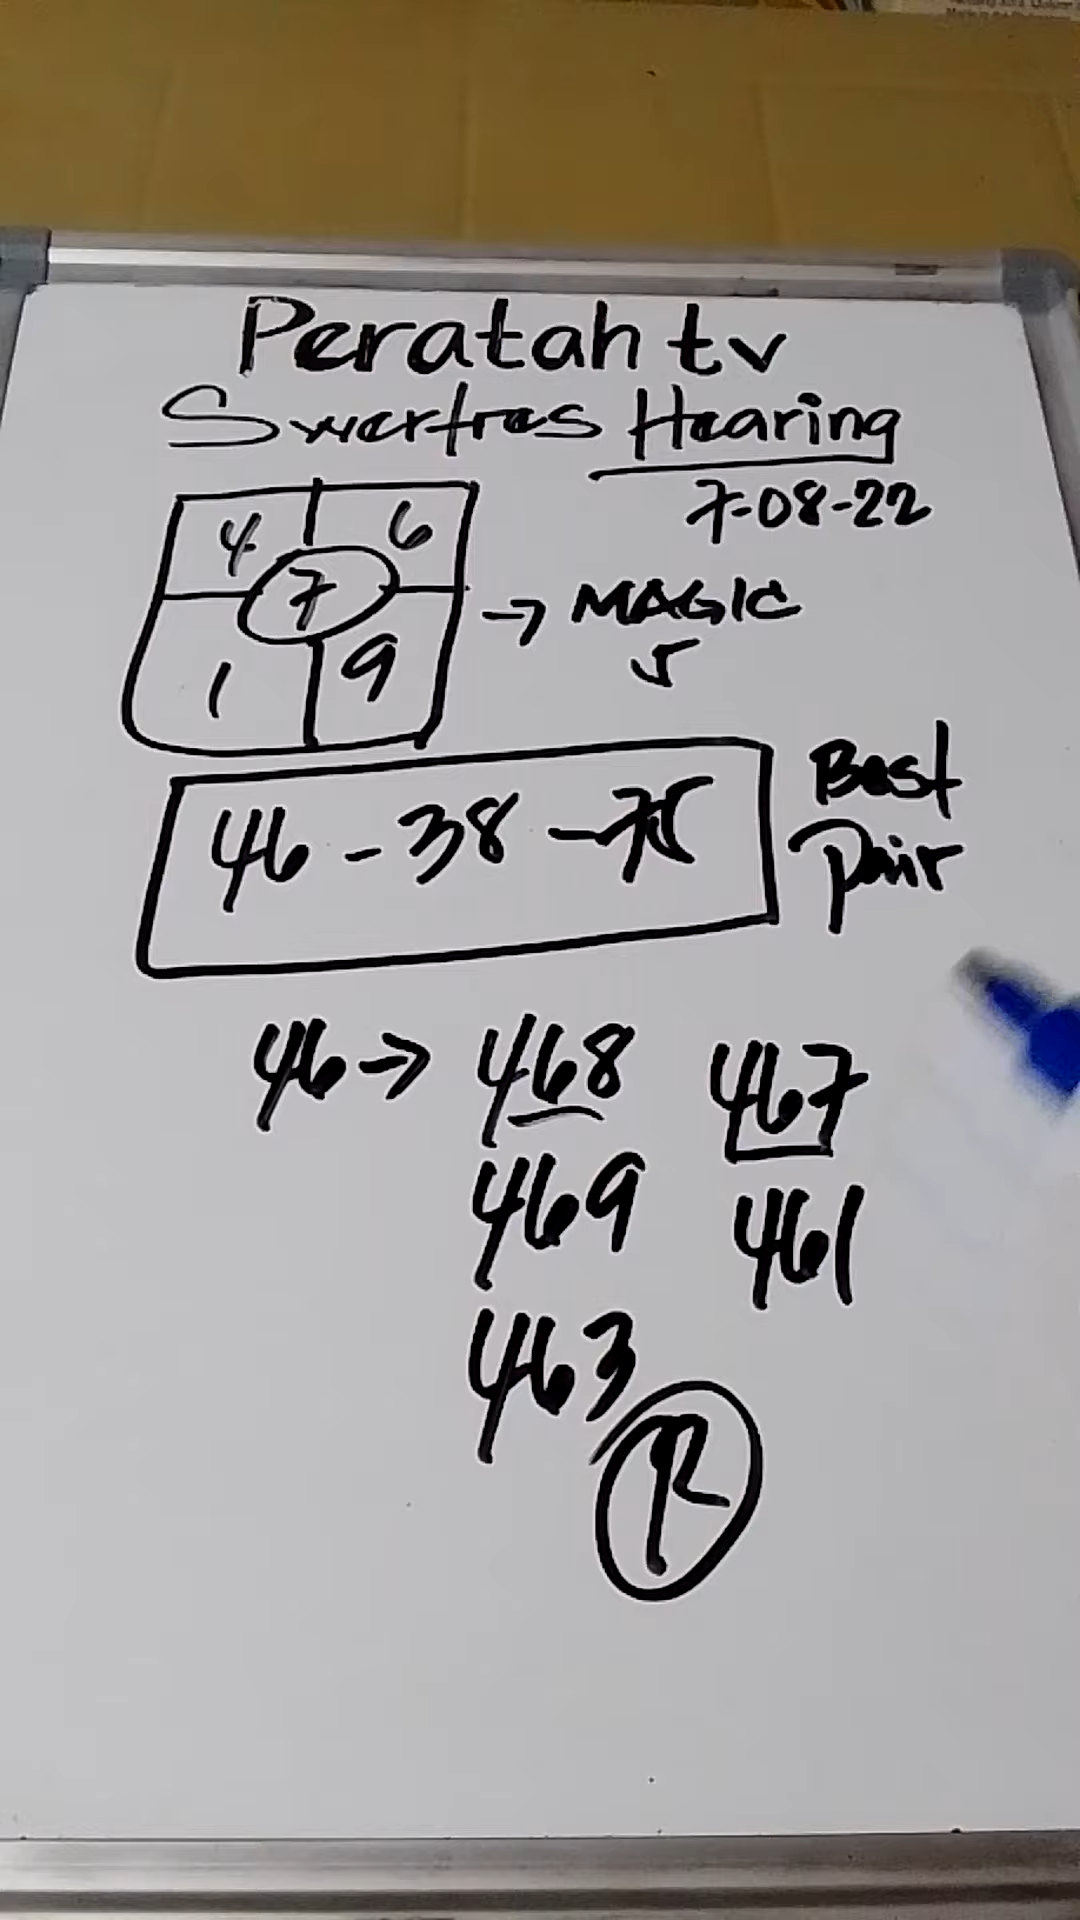 Peratah tv
Swertres Hearing
7-08-22
4 6
7
1 9
→ MAGIC
5
46 - 38 - 75
Best
Pair
46 → 468 467
469 461
463
R